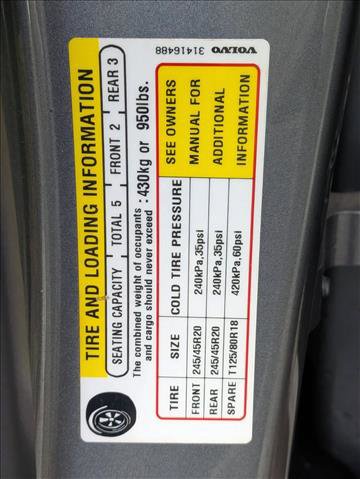 TIRE AND LOADING INFORMATION
SEATING CAPACITY TOTAL 5 FRONT 2 REAR 3
The combined weight of occupants
and cargo should never exceed : 430kg or 950lbs.
TIRE SIZE COLD TIRE PRESSURE SEE OWNERS
FRONT 245/45R20 240kPa,35psi MANUAL FOR
REAR 245/45R20 240kPa,35psi ADDITIONAL
SPARE T125/80R18 420kPa,60psi INFORMATION
31416488 VOLVO